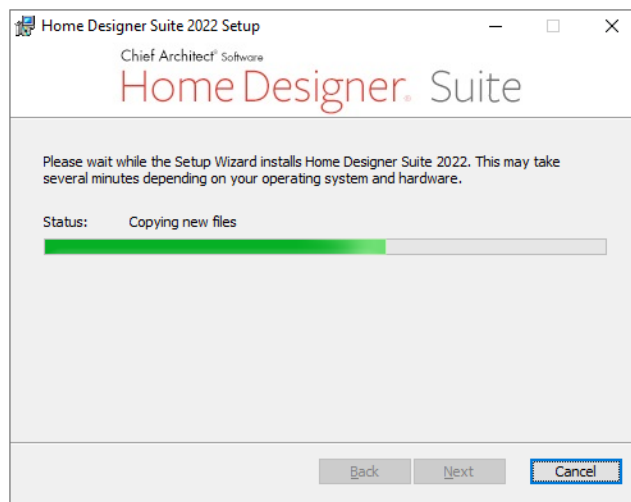 Home Designer Suite 2022 Setup
Chief Architect® Software
Home Designer® Suite
Please wait while the Setup Wizard installs Home Designer Suite 2022. This may take
several minutes depending on your operating system and hardware.
Status: Copying new files
Back Next Cancel